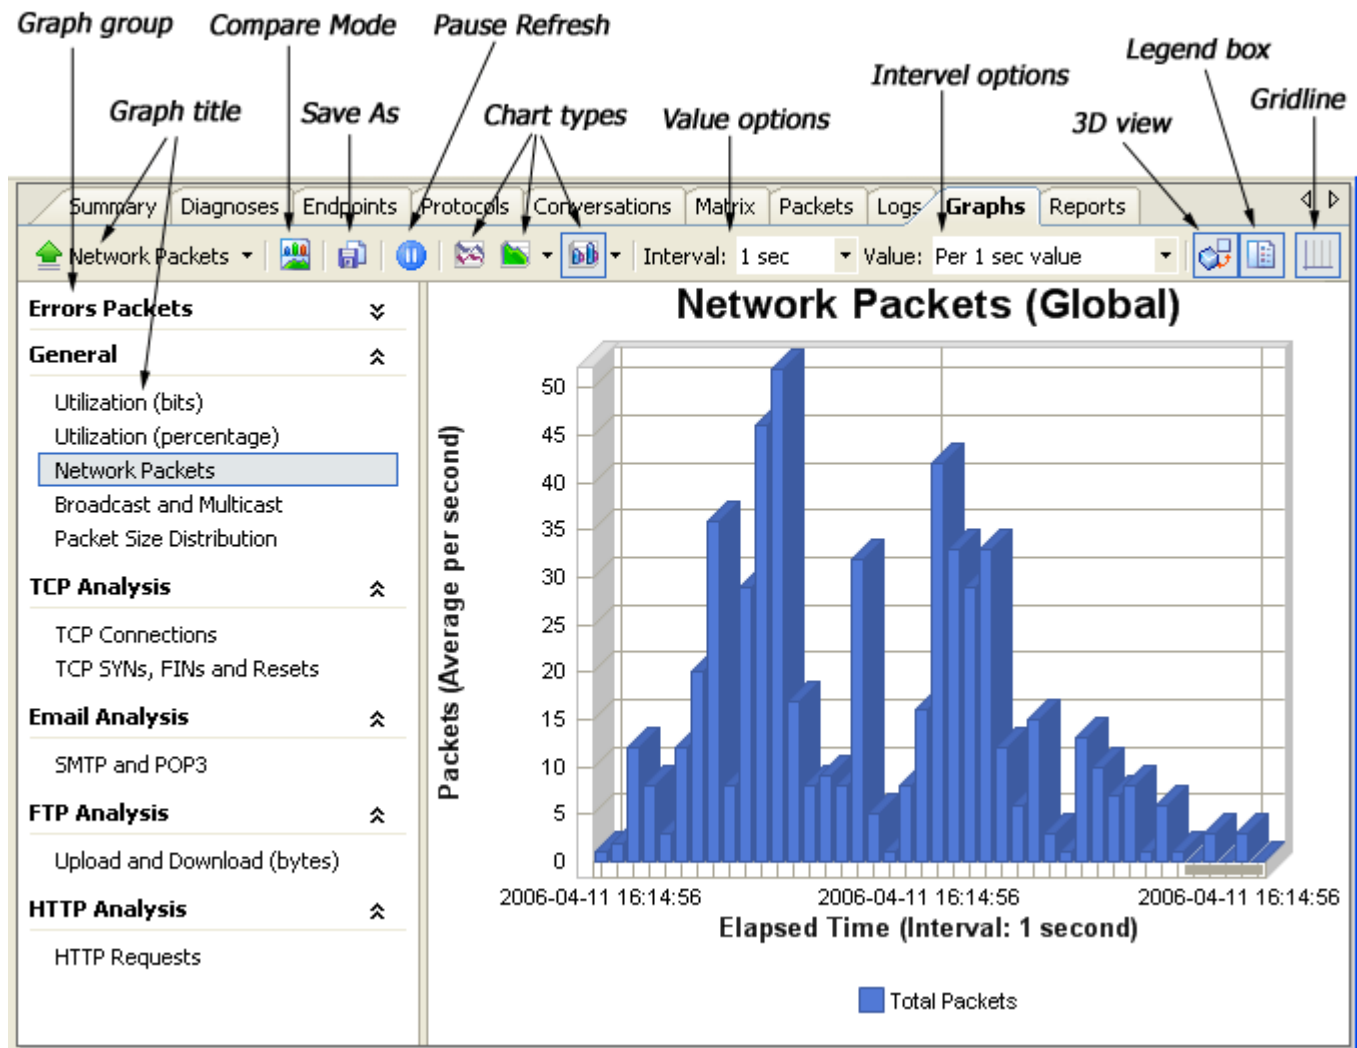 Graph group Compare Mode Pause Refresh
Legend box
Intervel options
Gridline
Graph title Save As Chart types Value options 3D view
Summary Diagnoses Endpoints Protocols Conversations Matrix Packets Logs Graphs Reports
Network Packets Interval: 1 sec Value: Per 1 sec value
Errors Packets
General
Utilization (bits)
Utilization (percentage)
Network Packets
Broadcast and Multicast
Packet Size Distribution
TCP Analysis
TCP Connections
TCP SYNs, FINs and Resets
Email Analysis
SMTP and POP3
FTP Analysis
Upload and Download (bytes)
HTTP Analysis
HTTP Requests
Network Packets (Global)
Packets (Average per second)
50
45
40
35
30
25
20
15
10
5
0
2006-04-11 16:14:56 2006-04-11 16:14:56 2006-04-11 16:14:56
Elapsed Time (Interval: 1 second)
Total Packets